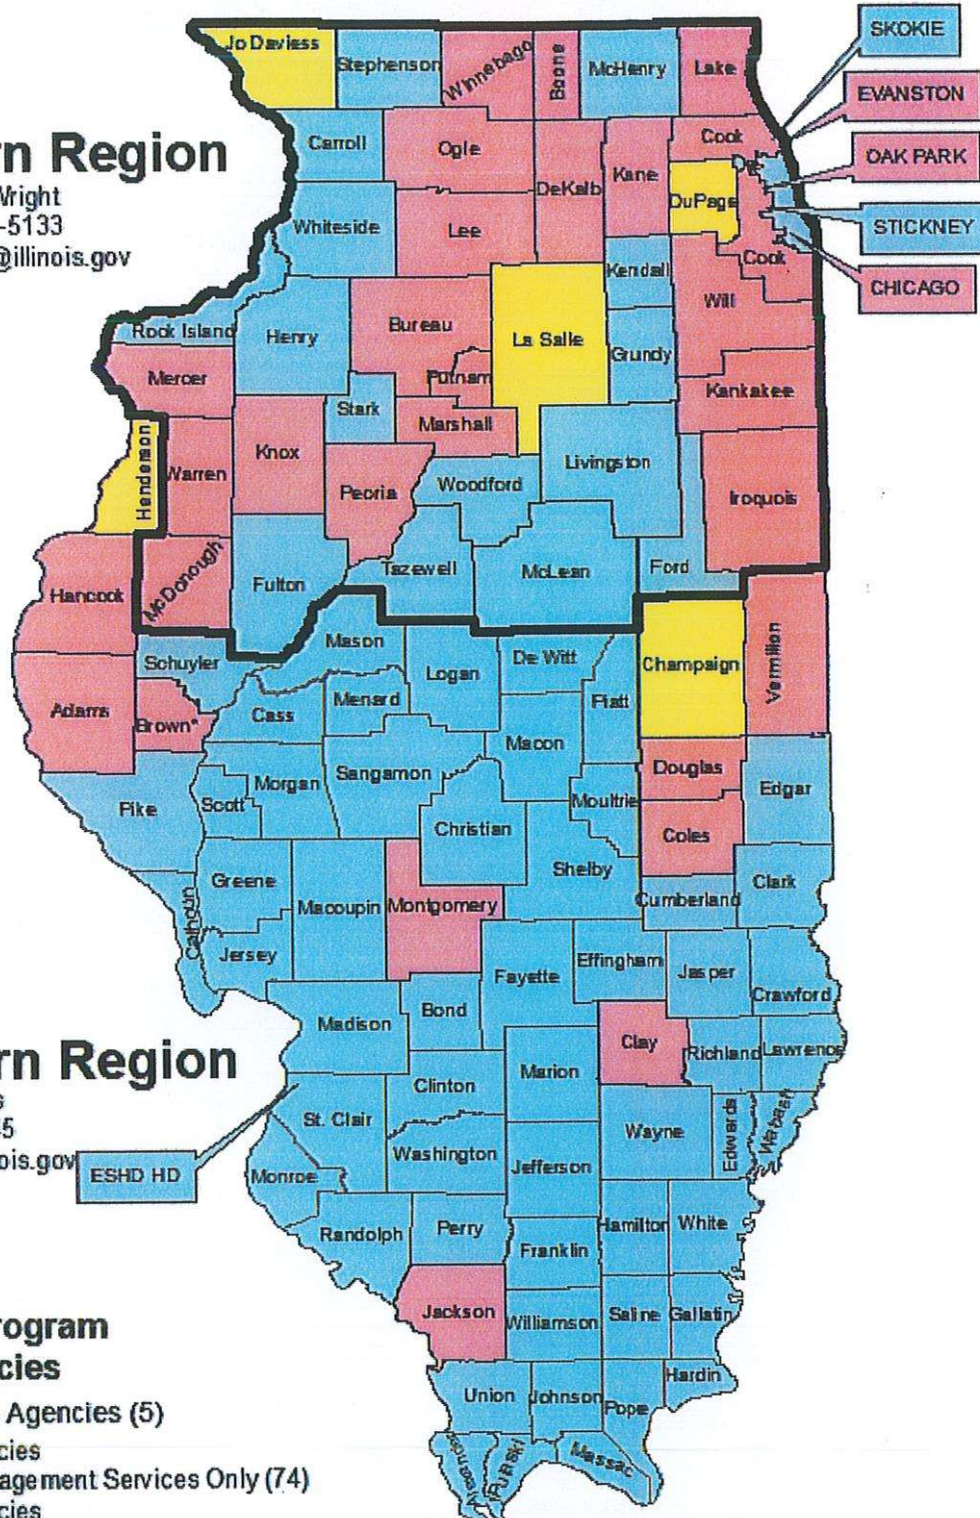 Jo Daviess
Stephenson
Winnebago
Boone
McHenry
Lake
SKOKIE
EVANSTON
OAK PARK
STICKNEY
CHICAGO
rn Region
Wright
-5133
@illinois.gov
Carroll
Ogle
DeKalb
Kane
Cook
DuPage
Whiteside
Lee
Kendall
Cook
Will
Rock Island
Henry
Bureau
La Salle
Grundy
Mercer
Putnam
Kankakee
Stark
Marshall
Henderson
Warren
Knox
Peoria
Woodford
Livingston
Iroquois
Hancock
McDonough
Fulton
Tazewell
McLean
Ford
Schuyler
Mason
Logan
De Witt
Piatt
Champaign
Vermilion
Adams
Brown*
Cass
Menard
Macon
Douglas
Edgar
Pike
Scott
Morgan
Sangamon
Christian
Moultrie
Coles
Shelby
Greene
Macoupin
Montgomery
Cumberland
Clark
Calhoun
Jersey
Fayette
Effingham
Jasper
Crawford
Madison
Bond
Clay
Richland
Lawrence
rn Region
s
45
ois.gov
ESHD HD
St. Clair
Clinton
Marion
Wayne
Edwards
Wabash
Monroe
Washington
Jefferson
Randolph
Perry
Hamilton
White
Franklin
Jackson
Williamson
Saline
Gallatin
rogram
cies
Agencies (5)
cies
agement Services Only (74)
cies
Union
Johnson
Pope
Hardin
Alexander
Pulaski
Massac